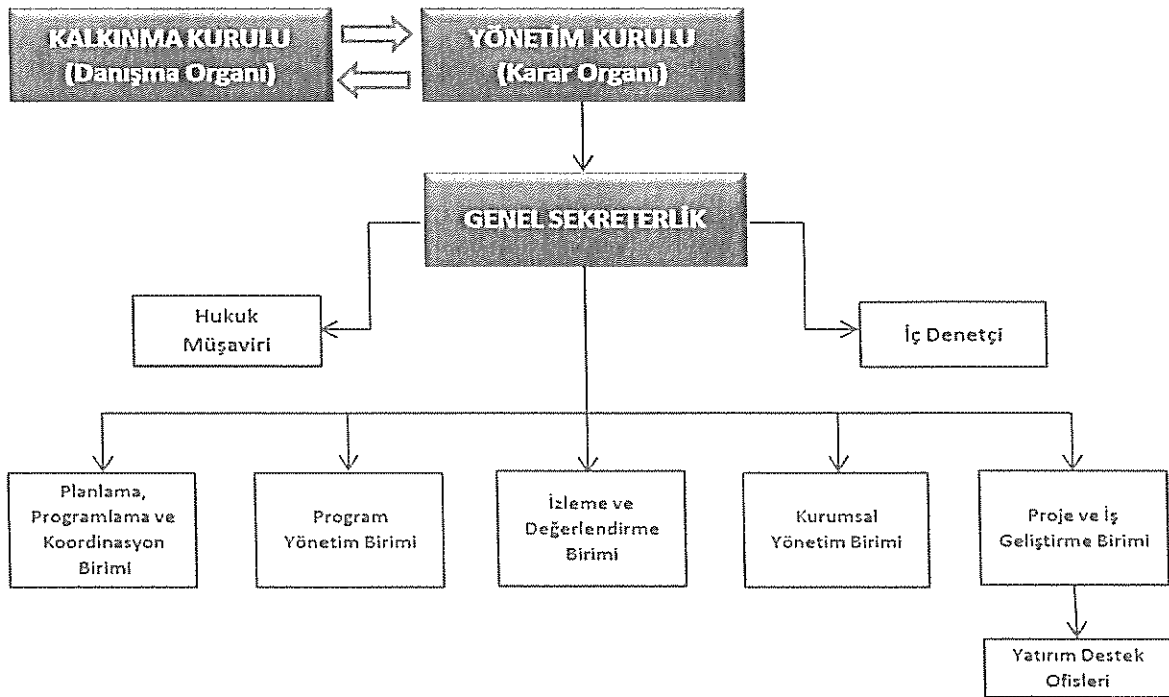 KALKINMA KURULU
(Danışma Organı)
YÖNETİM KURULU
(Karar Organı)
GENEL SEKRETERLİK
Hukuk
Müşaviri
İç Denetçi
Planlama,
Programlama ve
Koordinasyon
Birimi
Program
Yönetim Birimi
İzleme ve
Değerlendirme
Birimi
Kurumsal
Yönetim Birimi
Proje ve İş
Geliştirme Birimi
Yatırım Destek
Ofisleri